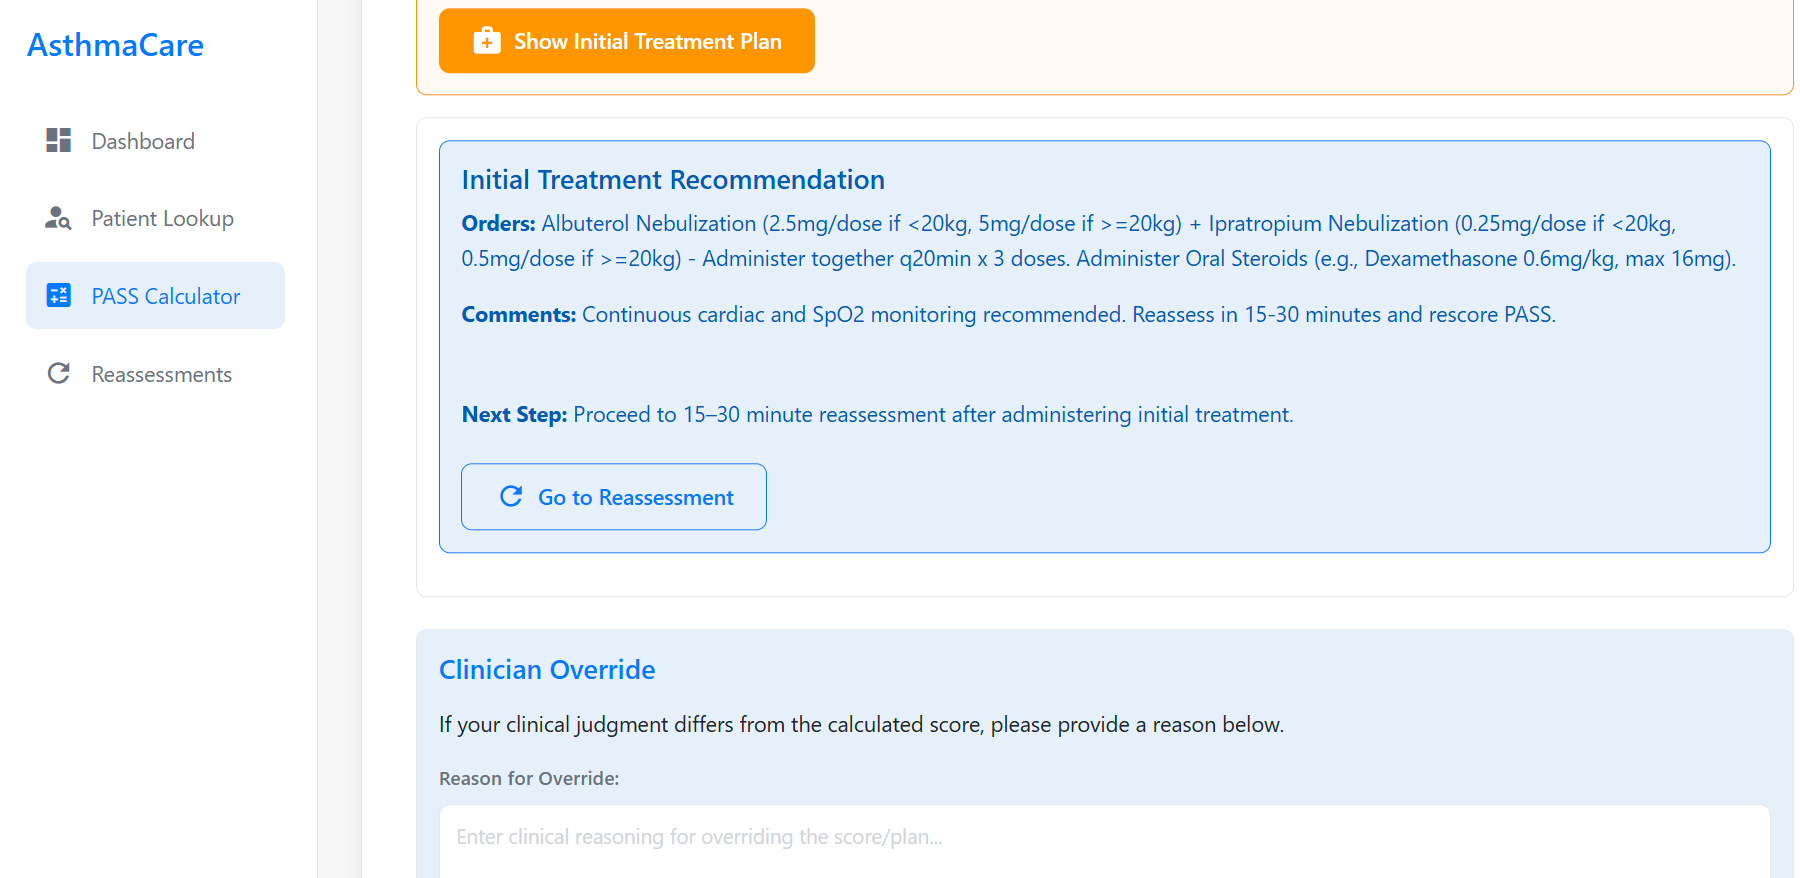 AsthmaCare
Dashboard
Patient Lookup
PASS Calculator
Reassessments
Show Initial Treatment Plan
Initial Treatment Recommendation
Orders: Albuterol Nebulization (2.5mg/dose if <20kg, 5mg/dose if >=20kg) + Ipratropium Nebulization (0.25mg/dose if <20kg,
0.5mg/dose if >=20kg) - Administer together q20min x 3 doses. Administer Oral Steroids (e.g., Dexamethasone 0.6mg/kg, max 16mg).
Comments: Continuous cardiac and SpO2 monitoring recommended. Reassess in 15-30 minutes and rescore PASS.
Next Step: Proceed to 15–30 minute reassessment after administering initial treatment.
Go to Reassessment
Clinician Override
If your clinical judgment differs from the calculated score, please provide a reason below.
Reason for Override:
Enter clinical reasoning for overriding the score/plan...